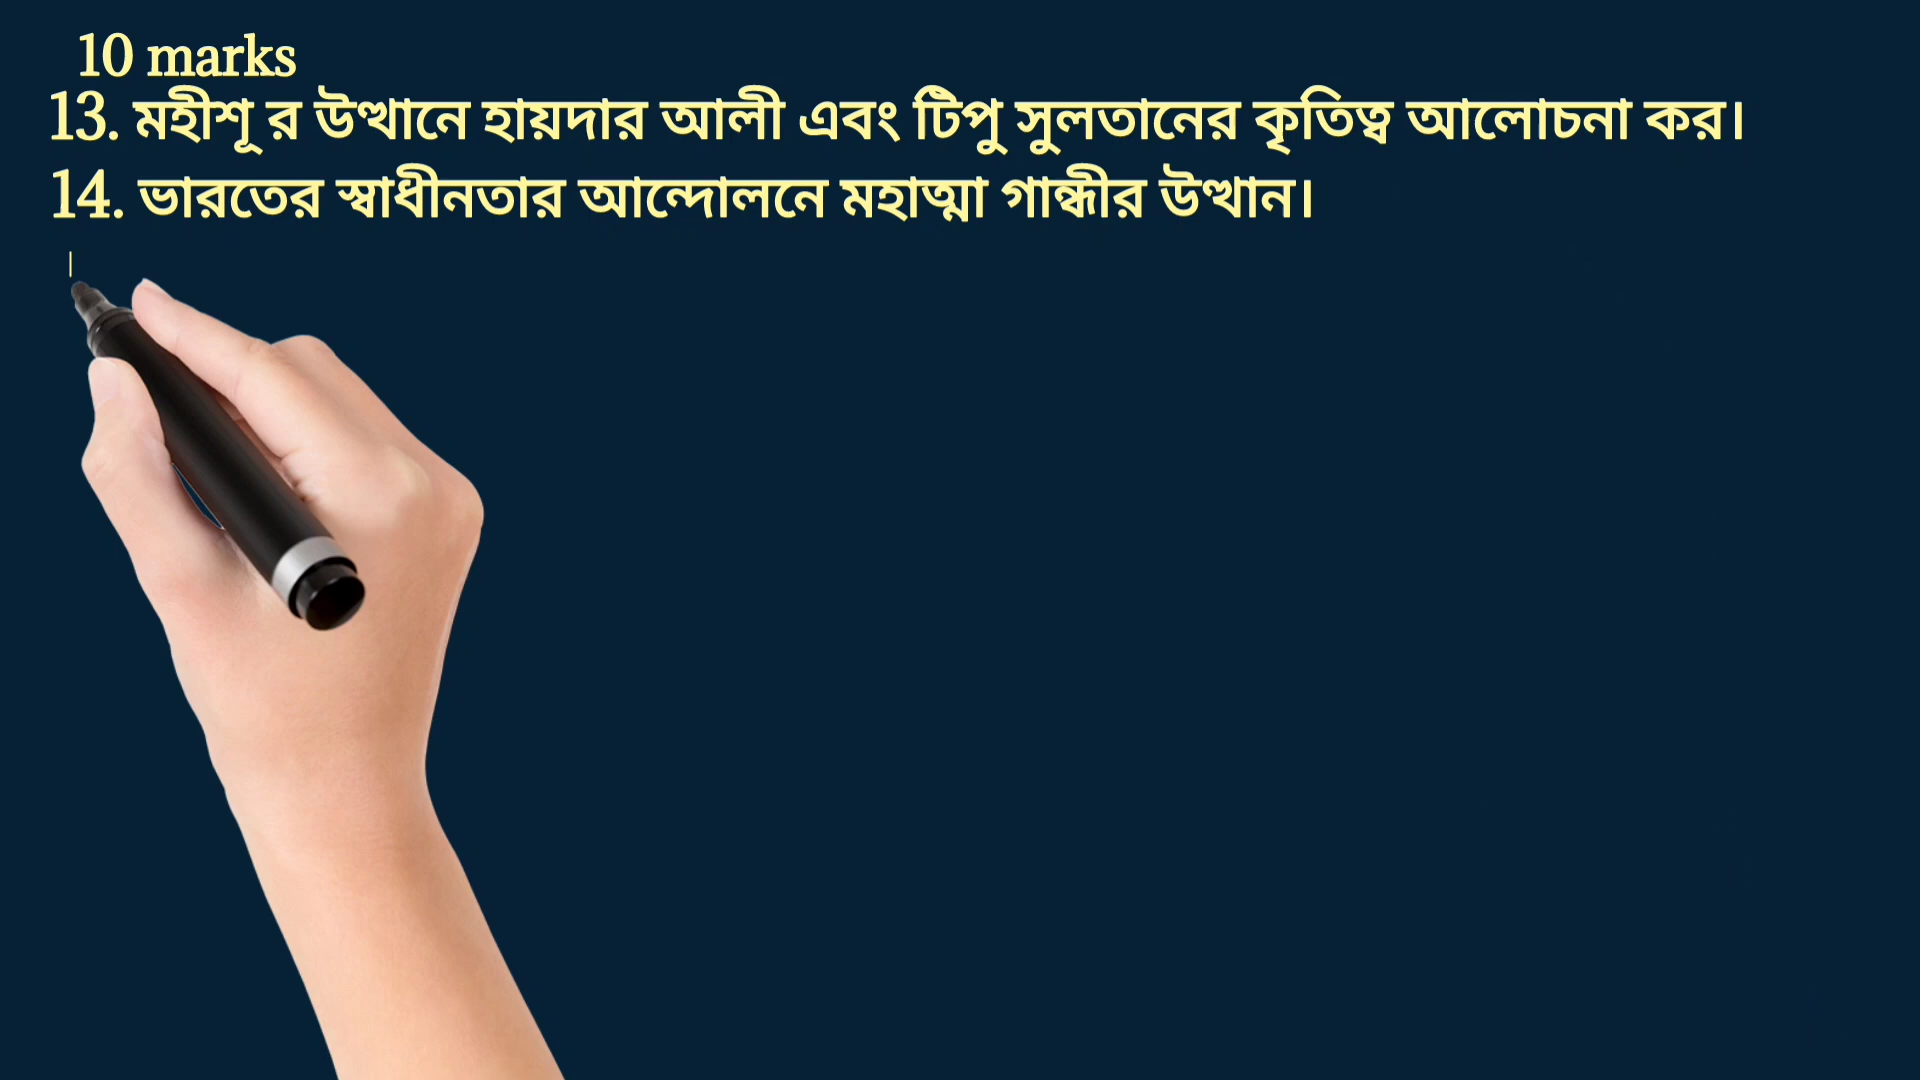 10 marks
13. মহীশূ র উত্থানে হায়দার আলী এবং টিপু সুলতানের কৃতিত্ব আলোচনা কর।
14. ভারতের স্বাধীনতার আন্দোলনে মহাত্মা গান্ধীর উত্থান।